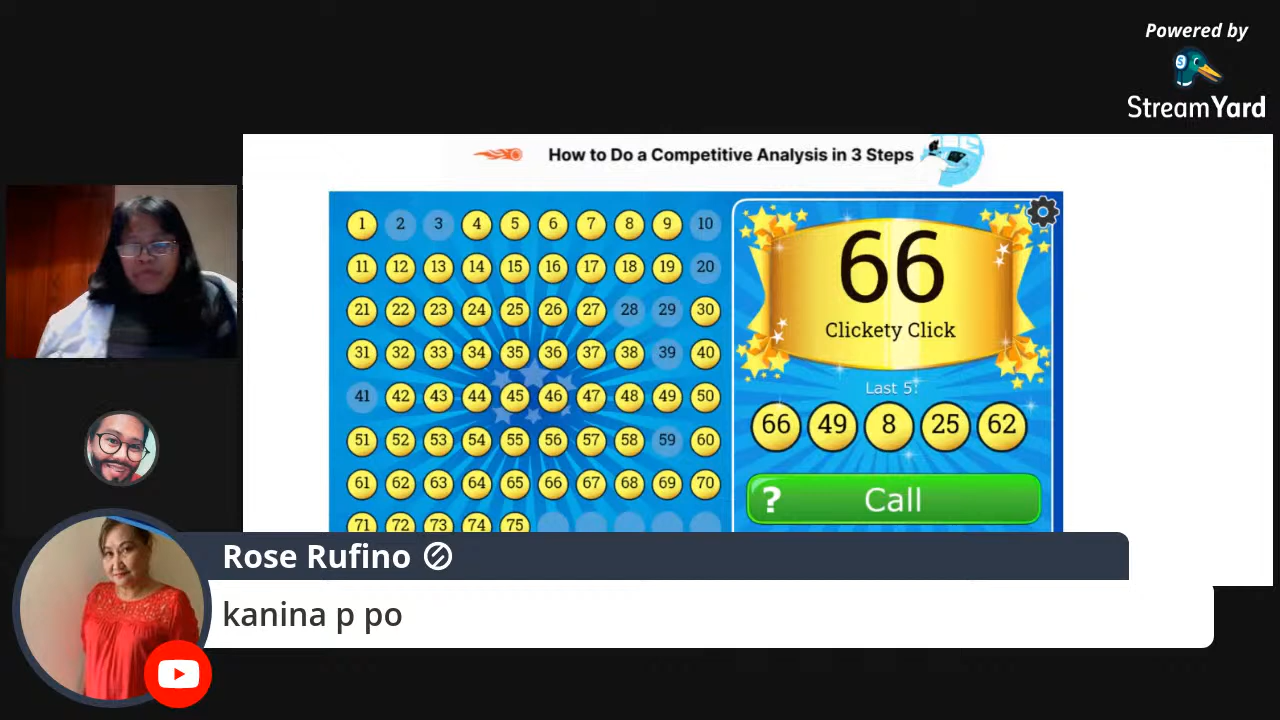 Powered by
StreamYard
How to Do a Competitive Analysis in 3 Steps
1 2 3 4 5 6 7 8 9 10
11 12 13 14 15 16 17 18 19 20
21 22 23 24 25 26 27 28 29 30
31 32 33 34 35 36 37 38 39 40
41 42 43 44 45 46 47 48 49 50
51 52 53 54 55 56 57 58 59 60
61 62 63 64 65 66 67 68 69 70
71 72 73 74 75
66
Clickety Click
Last 5:
66 49 8 25 62
? Call
Rose Rufino
kanina p po